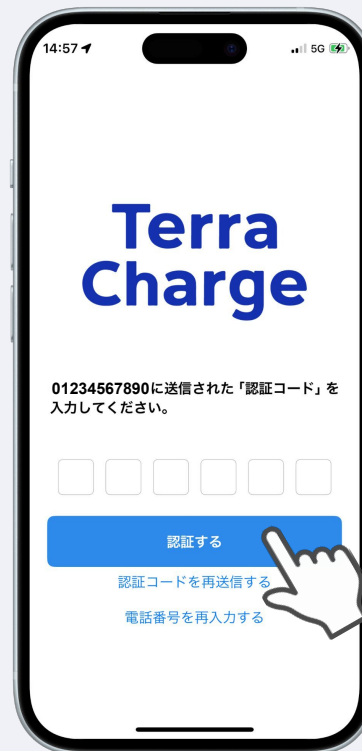 14:57
5G
Terra
Charge
01234567890に送信された「認証コード」を
入力してください。
認証する
認証コードを再送信する
電話番号を再入力する